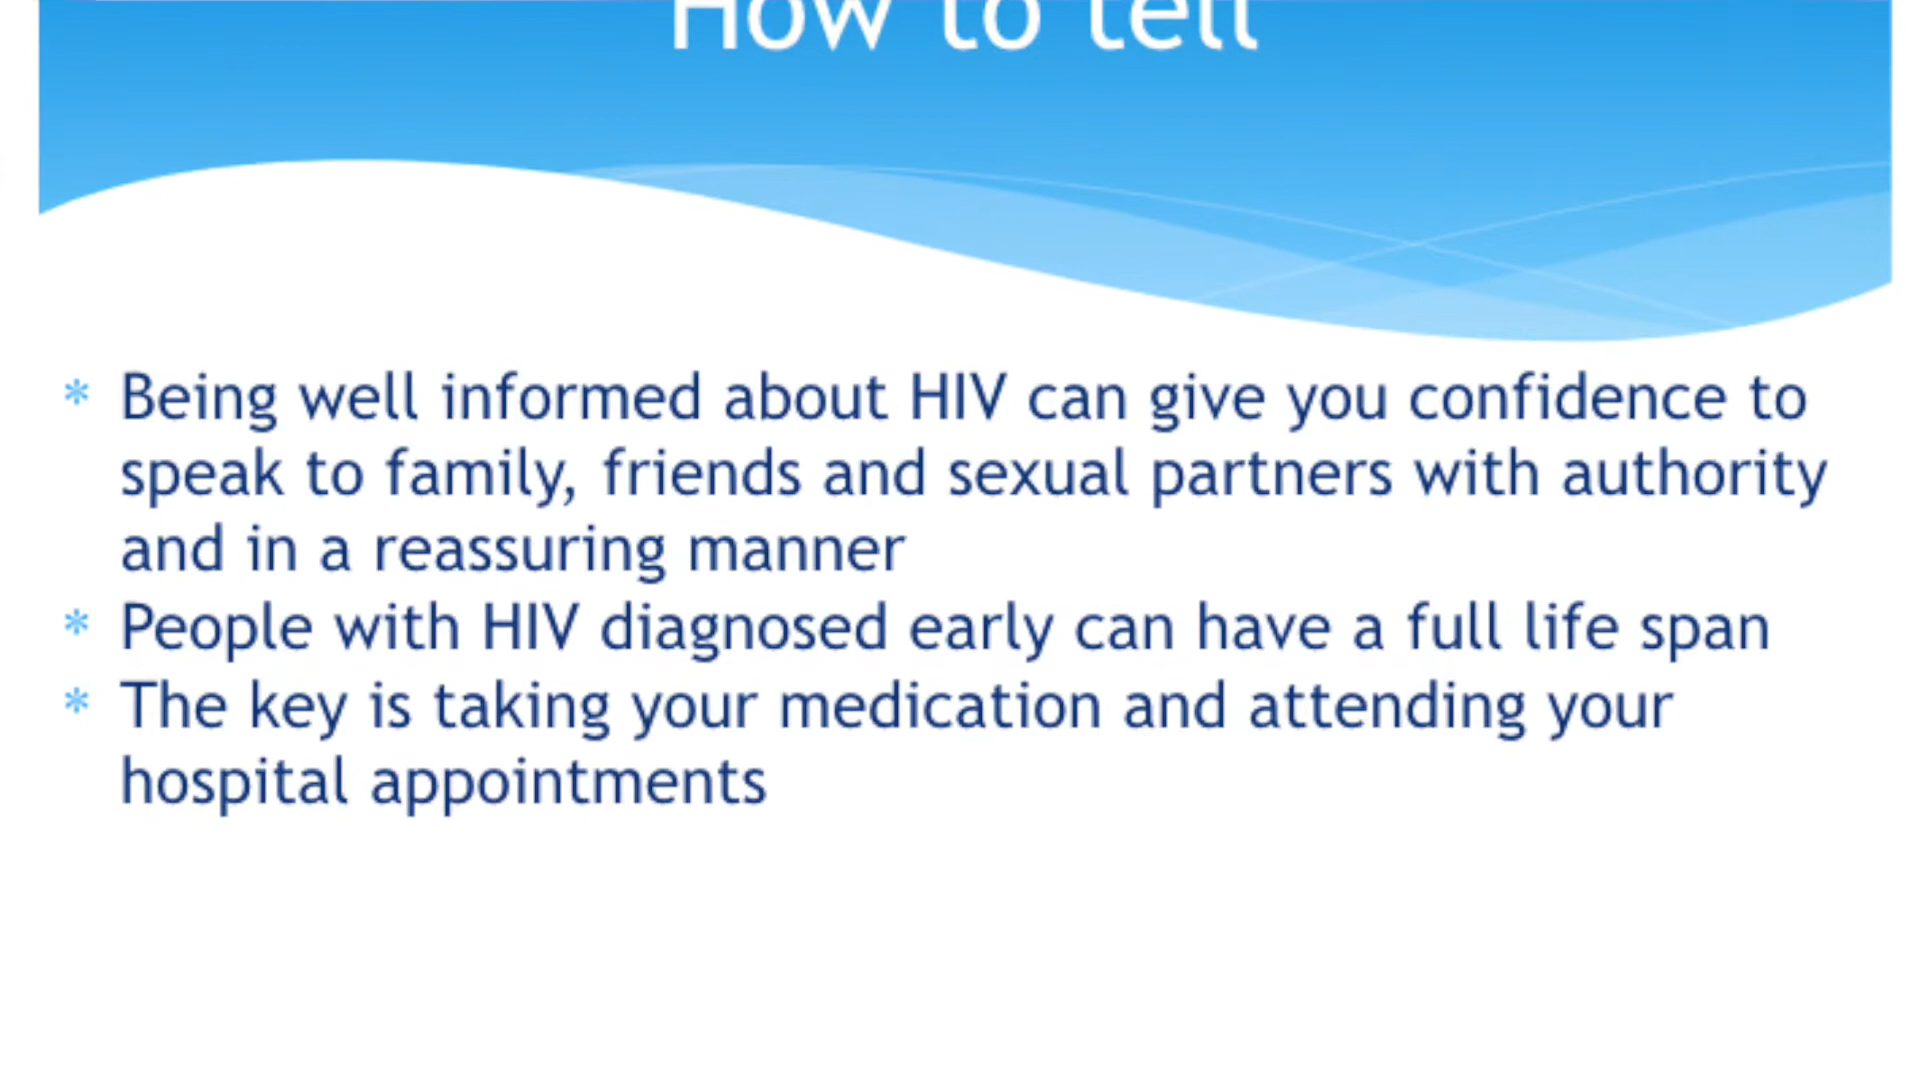 How to tell
* Being well informed about HIV can give you confidence to
speak to family, friends and sexual partners with authority
and in a reassuring manner
* People with HIV diagnosed early can have a full life span
* The key is taking your medication and attending your
hospital appointments